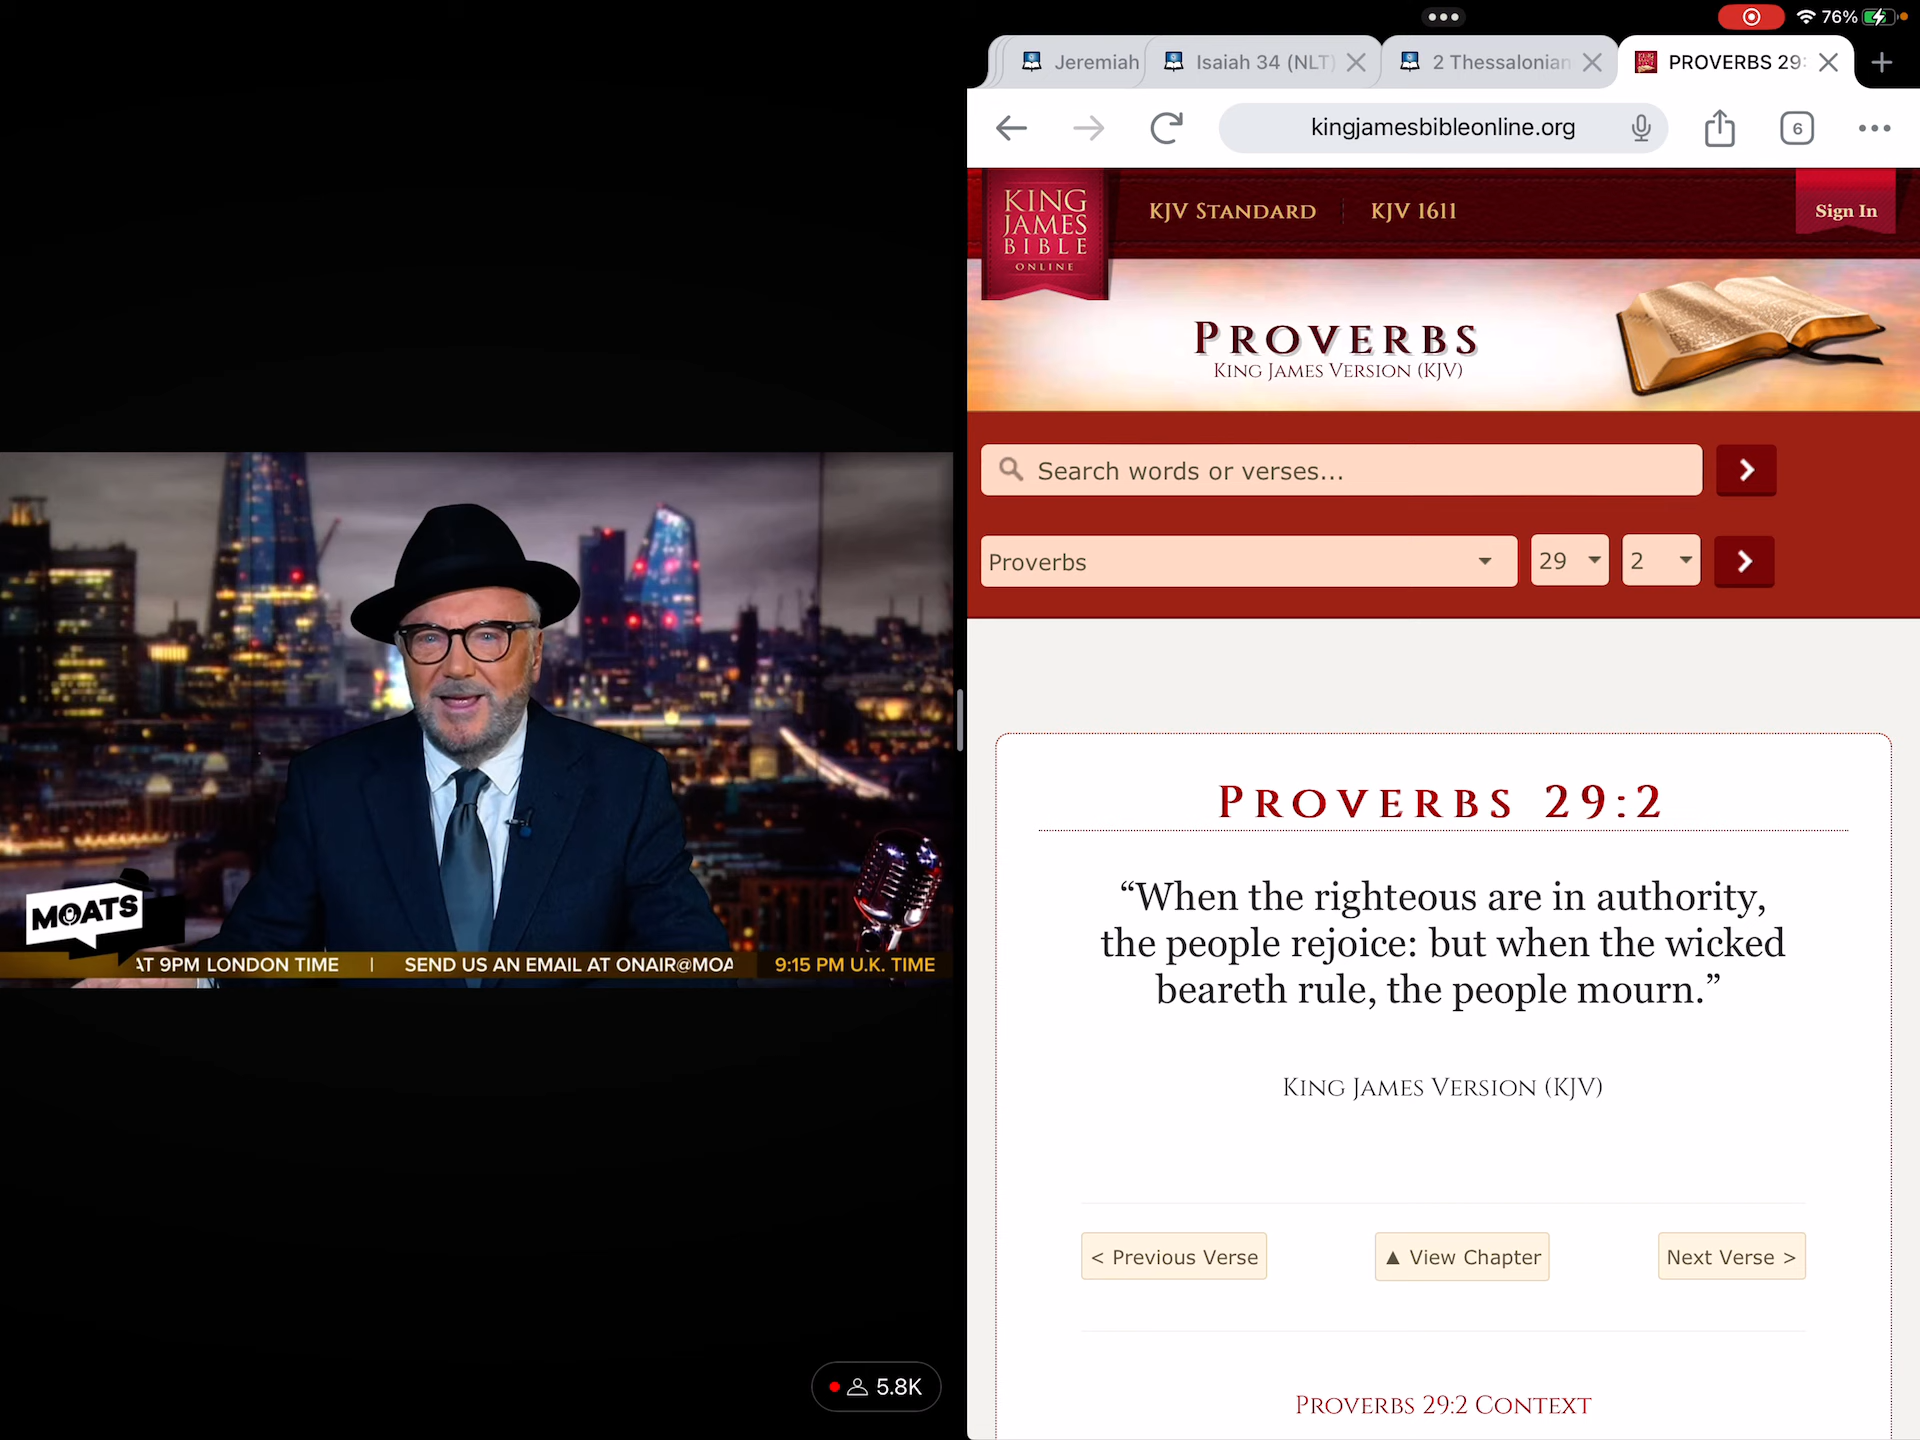 MOATS
AT 9PM LONDON TIME | SEND US AN EMAIL AT ONAIR@MOA
9:15 PM U.K. TIME
5.8K
76%
Jeremiah
Isaiah 34 (NLT)
2 Thessalonian
PROVERBS 29:
kingjamesbibleonline.org
6
KING
JAMES
BIBLE
ONLINE
KJV STANDARD
KJV 1611
Sign In
PROVERBS
KING JAMES VERSION (KJV)
Search words or verses...
Proverbs
29
2
PROVERBS 29:2
“When the righteous are in authority,
the people rejoice: but when the wicked
beareth rule, the people mourn.”
KING JAMES VERSION (KJV)
< Previous Verse
▲ View Chapter
Next Verse >
PROVERBS 29:2 CONTEXT